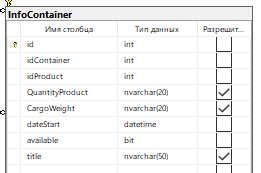 InfoContainer
Имя столбца Тип данных Разрешит...
id int
idContainer int
idProduct int
QuantityProduct nvarchar(20)
CargoWeight nvarchar(20)
dateStart datetime
available bit
title nvarchar(50)